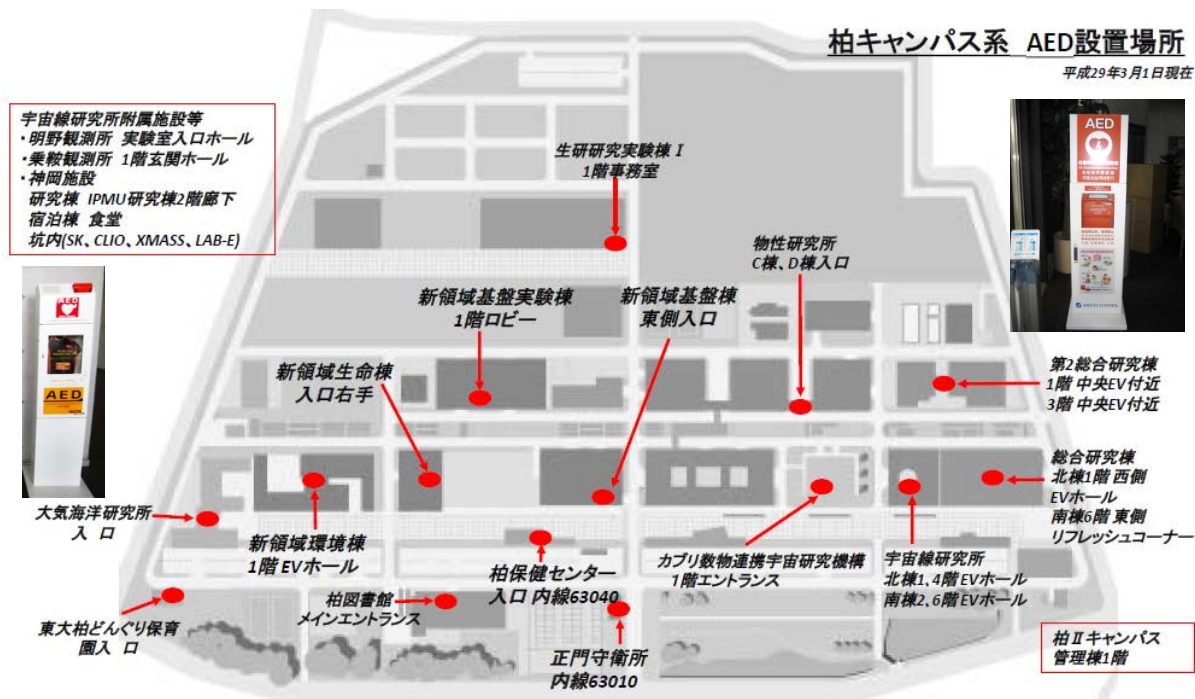 柏キャンパス系 AED設置場所
平成29年3月1日現在
宇宙線研究所附属施設等
・明野観測所 実験室入口ホール
・乗鞍観測所 1階玄関ホール
・神岡施設
研究棟 IPMU研究棟2階廊下
宿泊棟 食堂
坑内(SK、CLIO、XMASS、LAB-E)
生研研究実験棟Ⅰ
1階事務室
AED
物性研究所
C棟、D棟入口
新領域基盤実験棟
1階ロビー
新領域基盤棟
東側入口
AED
AED
新領域生命棟
入口右手
第2総合研究棟
1階 中央EV付近
3階 中央EV付近
総合研究棟
北棟1階 西側
EVホール
南棟6階 東側
リフレッシュコーナー
大気海洋研究所
入 口
新領域環境棟
1階 EVホール
柏保健センター
入口 内線63040
カブリ数物連携宇宙研究機構
1階エントランス
宇宙線研究所
北棟1,4階 EVホール
南棟2,6階 EVホール
柏図書館
メインエントランス
東大柏どんぐり保育
園入 口
正門守衛所
内線63010
柏Ⅱキャンパス
管理棟1階